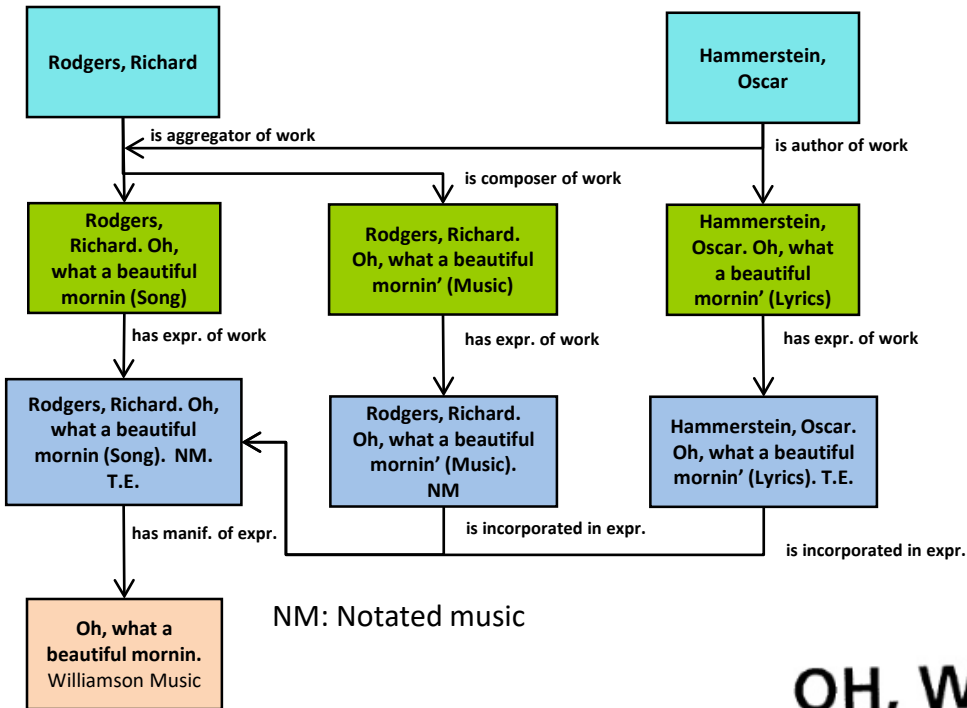 Rodgers, Richard
Hammerstein,
Oscar
is aggregator of work
is author of work
is composer of work
Rodgers,
Richard. Oh,
what a beautiful
mornin (Song)
Rodgers, Richard.
Oh, what a beautiful
mornin’ (Music)
Hammerstein,
Oscar. Oh, what
a beautiful
mornin’ (Lyrics)
has expr. of work
has expr. of work
has expr. of work
Rodgers, Richard. Oh,
what a beautiful
mornin (Song).  NM.
T.E.
Rodgers, Richard.
Oh, what a beautiful
mornin’ (Music).
NM
Hammerstein, Oscar.
Oh, what a beautiful
mornin’ (Lyrics). T.E.
has manif. of expr.
is incorporated in expr.
is incorporated in expr.
Oh, what a
beautiful mornin.
Williamson Music
NM: Notated music
OH, W